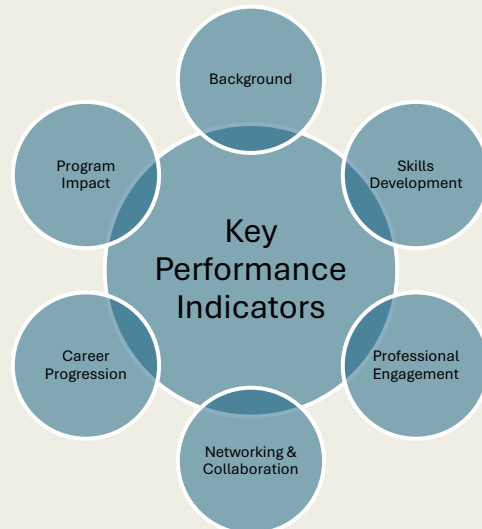 Background
Skills
Development
Professional
Engagement
Networking &
Collaboration
Career
Progression
Program
Impact
Key
Performance
Indicators